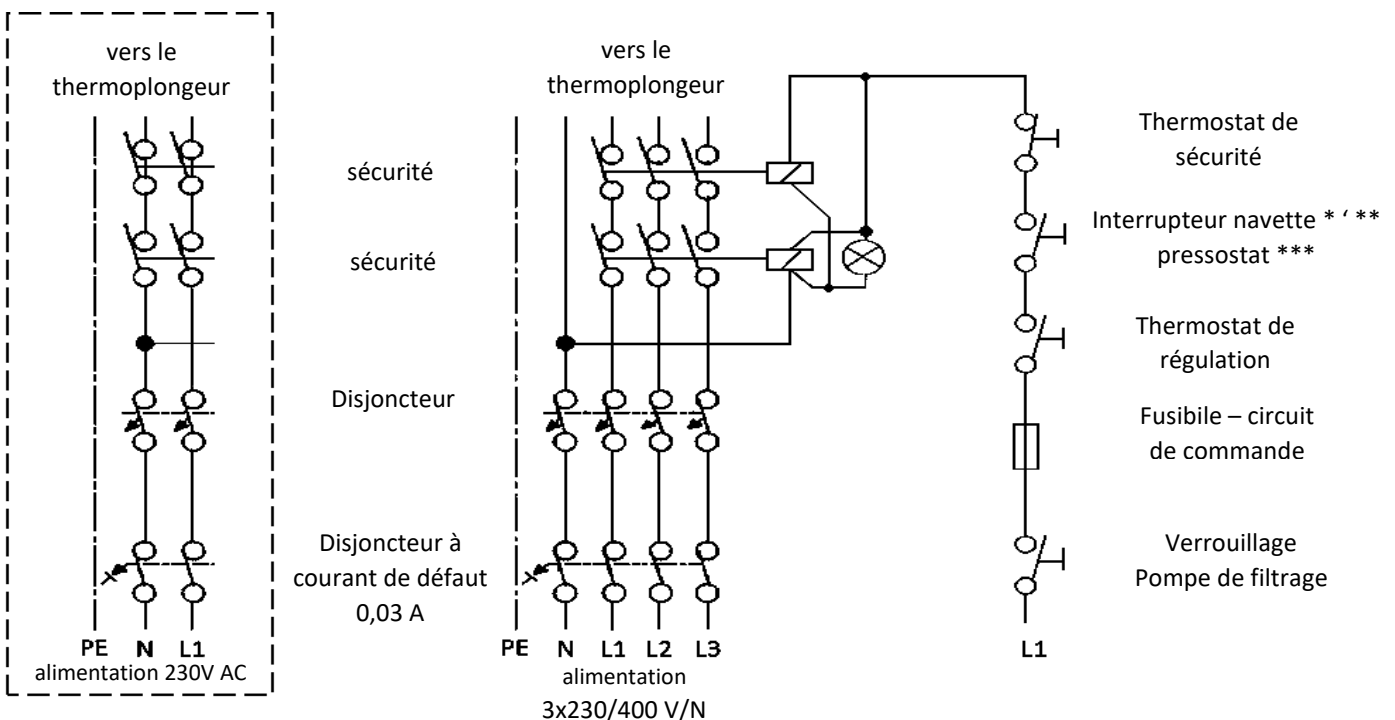 vers le
thermoplongeur
PE N L1
alimentation 230V AC
sécurité
sécurité
Disjoncteur
Disjoncteur à
courant de défaut
0,03 A
vers le
thermoplongeur
PE N L1 L2 L3
alimentation
3x230/400 V/N
Thermostat de
sécurité
Interrupteur navette * ‘ **
pressostat ***
Thermostat de
régulation
Fusibile – circuit
de commande
Verrouillage
Pompe de filtrage
L1